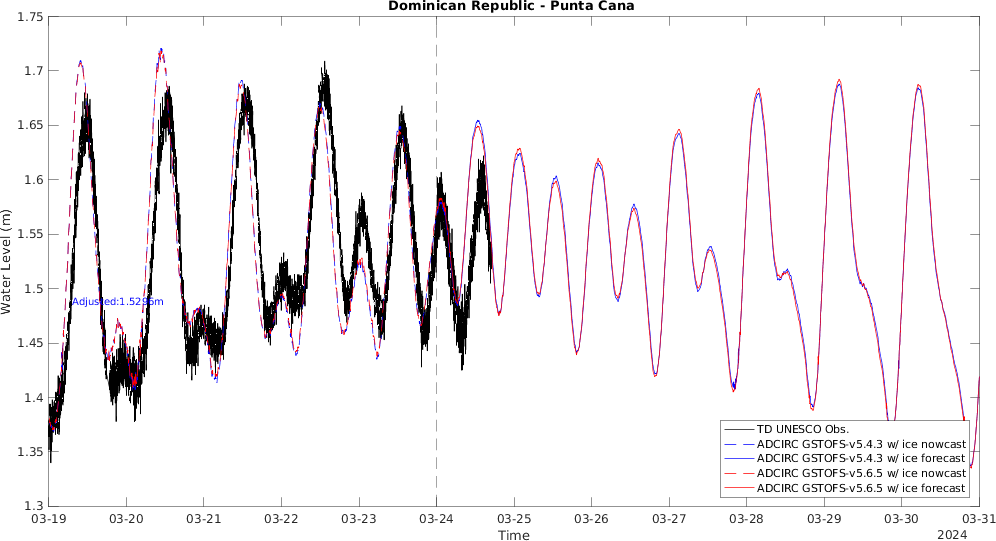 Dominican Republic - Punta Cana
1.75
1.7
1.65
1.6
1.55
1.5
1.45
1.4
1.35
1.3
Water Level (m)
Adjusted:1.5296m
TD UNESCO Obs.
ADCIRC GSTOFS-v5.4.3 w/ ice nowcast
ADCIRC GSTOFS-v5.4.3 w/ ice forecast
ADCIRC GSTOFS-v5.6.5 w/ ice nowcast
ADCIRC GSTOFS-v5.6.5 w/ ice forecast
03-19 03-20 03-21 03-22 03-23 03-24 03-25 03-26 03-27 03-28 03-29 03-30 03-31
Time
2024